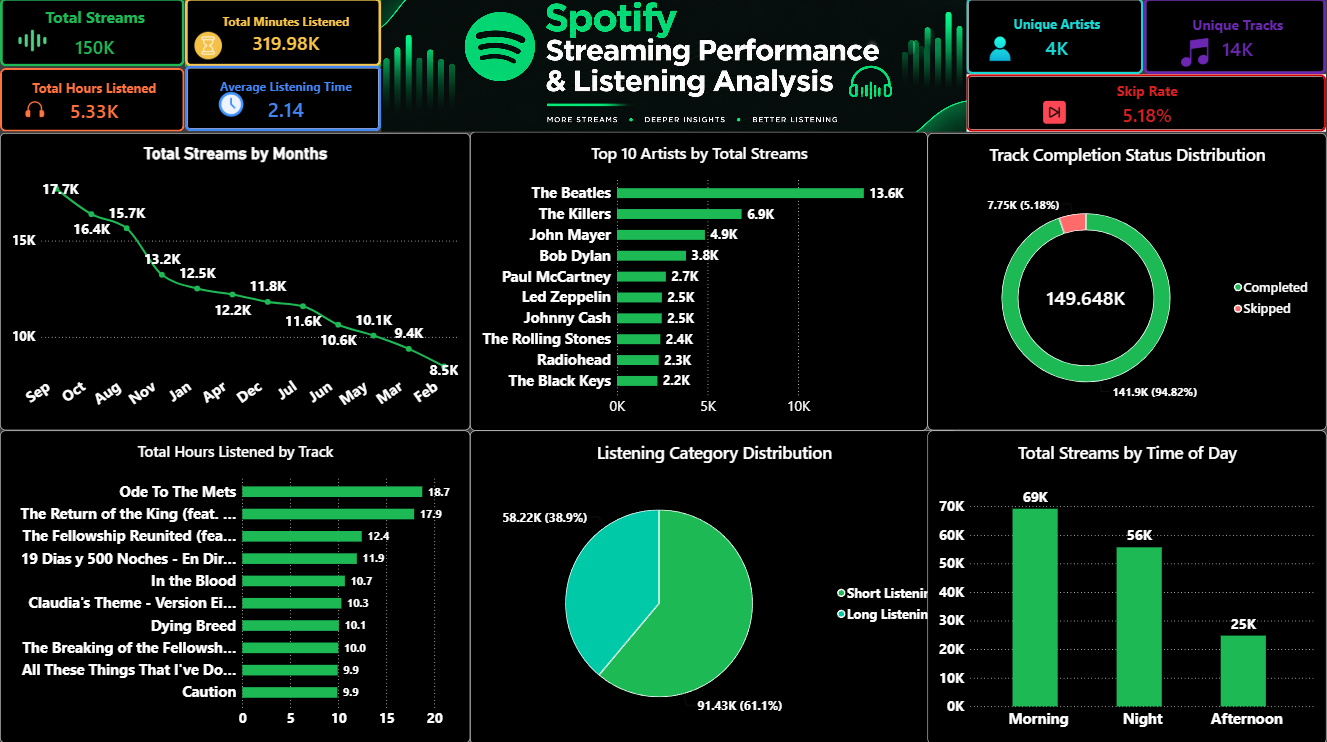 Total Streams
150K
Total Minutes Listened
319.98K
Total Hours Listened
5.33K
Average Listening Time
2.14
Spotify
Streaming Performance
& Listening Analysis
MORE STREAMS • DEEPER INSIGHTS • BETTER LISTENING
Unique Artists
4K
Unique Tracks
14K
Skip Rate
5.18%
Total Streams by Months
15K
10K
17.7K
16.4K
15.7K
13.2K
12.5K
12.2K
11.8K
11.6K
10.6K
10.1K
9.4K
8.5K
Sep
Oct
Aug
Nov
Jan
Apr
Dec
Jul
Jun
May
Mar
Feb
Top 10 Artists by Total Streams
The Beatles 13.6K
The Killers 6.9K
John Mayer 4.9K
Bob Dylan 3.8K
Paul McCartney 2.7K
Led Zeppelin 2.5K
Johnny Cash 2.5K
The Rolling Stones 2.4K
Radiohead 2.3K
The Black Keys 2.2K
0K 5K 10K
Track Completion Status Distribution
7.75K (5.18%)
149.648K
141.9K (94.82%)
Completed
Skipped
Total Hours Listened by Track
Ode To The Mets 18.7
The Return of the King (feat. ... 17.9
The Fellowship Reunited (fea... 12.4
19 Dias y 500 Noches - En Dir... 11.9
In the Blood 10.7
Claudia's Theme - Version Ei... 10.3
Dying Breed 10.1
The Breaking of the Fellowsh... 10.0
All These Things That I've Do... 9.9
Caution 9.9
0 5 10 15 20
Listening Category Distribution
58.22K (38.9%)
91.43K (61.1%)
Short Listenin
Long Listenin
Total Streams by Time of Day
70K
60K
50K
40K
30K
20K
10K
0K
69K
56K
25K
Morning
Night
Afternoon